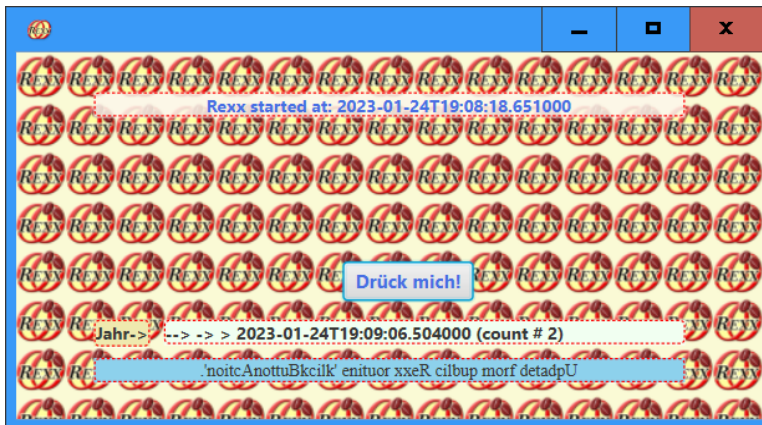 Rexx started at: 2023-01-24T19:08:18.651000
Drück mich!
Jahr-> --> -> > 2023-01-24T19:09:06.504000 (count # 2)
.'noitcAnottuBkcilk' enituor xxeR cilbup morf detadpU